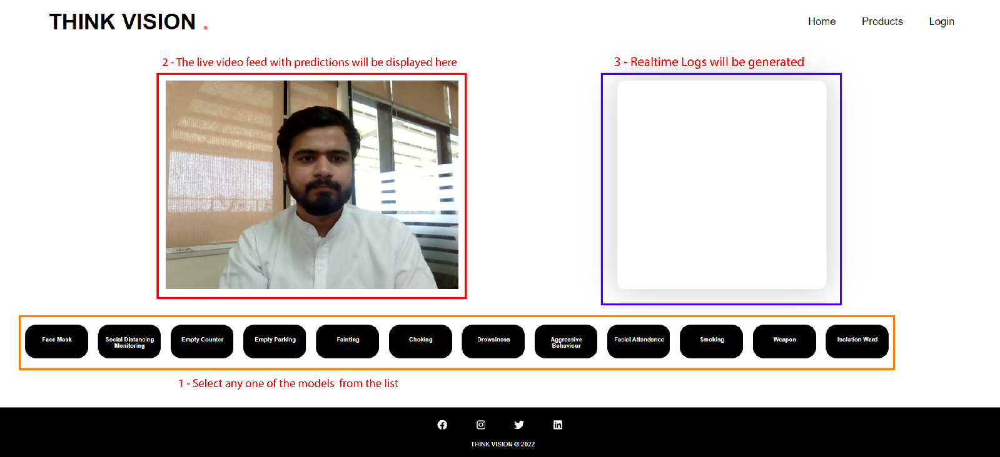 THINK VISION .
Home Products Login
2 - The live video feed with predictions will be displayed here
3 - Realtime Logs will be generated
Face Mask
Social Distancing
Monitoring
Empty Counter
Empty Parking
Fainting
Choking
Drowsiness
Aggressive
Behaviour
Facial Attendance
Smoking
Weapon
Isolation Ward
1 - Select any one of the models from the list
THINK VISION © 2022